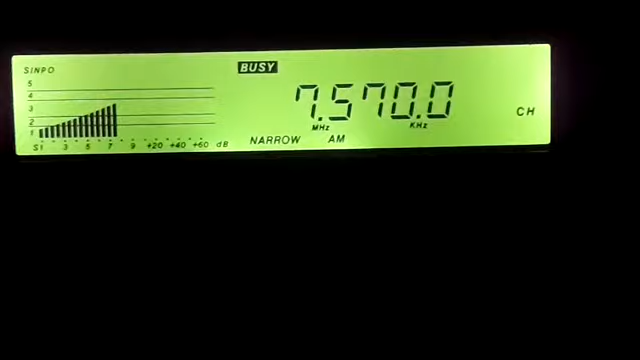 SINPO
BUSY
5
4
3
2
1
7.570.0
MHz
KHz
CH
S1 3 5 7 9 +20 +40 +60 dB
NARROW AM